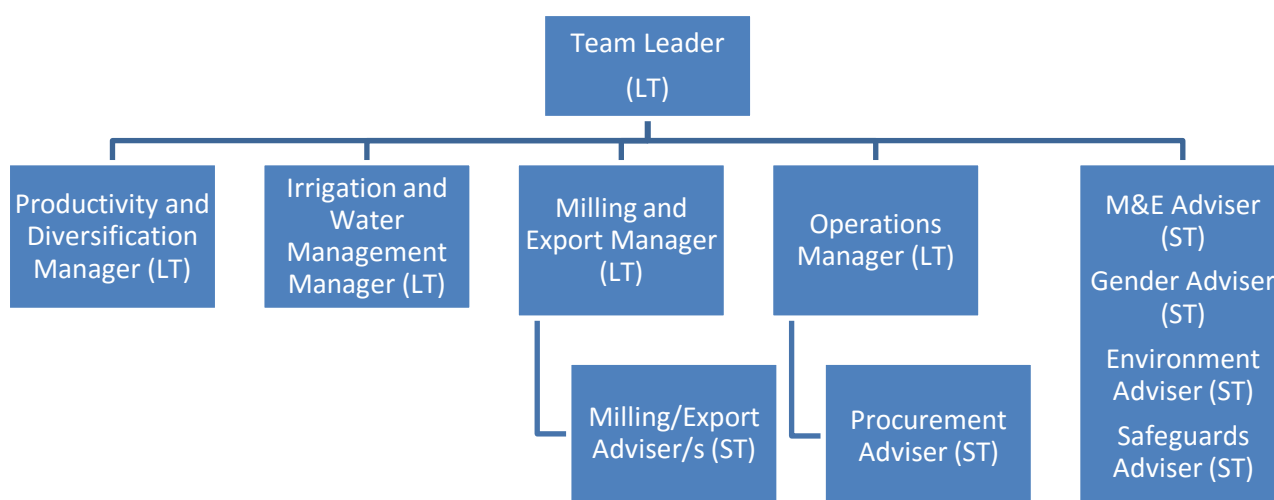 Team Leader
(LT)
Productivity and
Diversification
Manager (LT)
Irrigation and
Water
Management
Manager (LT)
Milling and
Export Manager
(LT)
Operations
Manager (LT)
M&E Adviser
(ST)
Gender Adviser
(ST)
Environment
Adviser (ST)
Safeguards
Adviser (ST)
Milling/Export
Adviser/s (ST)
Procurement
Adviser (ST)